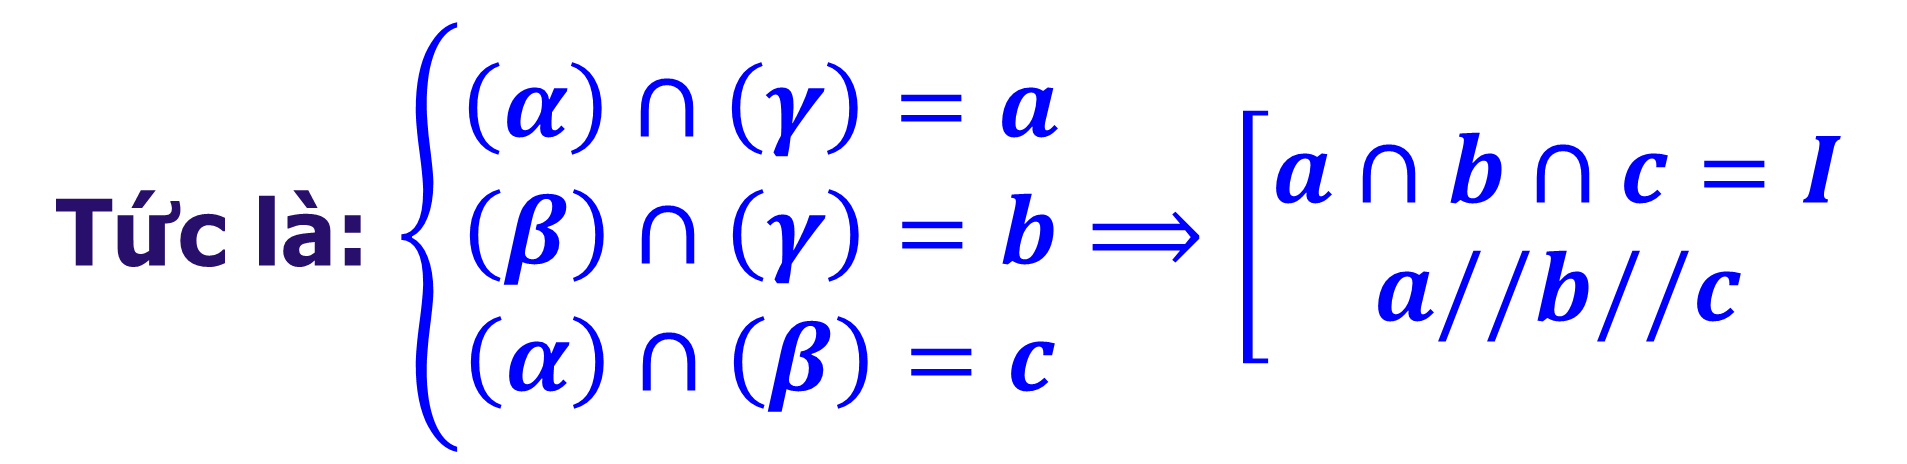 (α) ∩ (γ) = a
(β) ∩ (γ) = b
(α) ∩ (β) = c
Tức là:
⟹
a ∩ b ∩ c = I
a//b//c